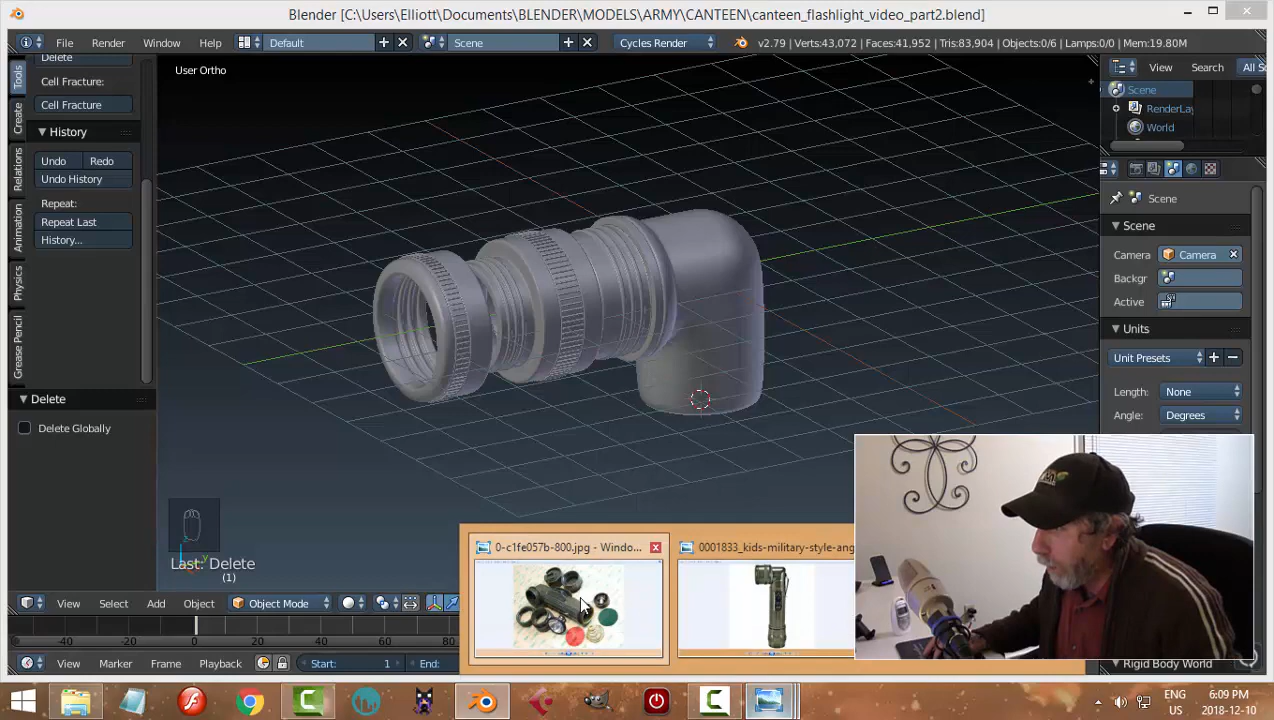 Blender [C:\Users\Elliott\Documents\BLENDER\MODELS\ARMY\CANTEEN\canteen_flashlight_video_part2.blend]
File Render Window Help Default Scene Cycles Render v2.79 | Verts:43,072 | Faces:41,952 | Tris:83,904 | Objects:0/6 | Lamps:0/0 | Mem:19.80M
View Search All S
Delete
Cell Fracture:
Cell Fracture
History
Undo Redo
Undo History
Repeat:
Repeat Last
History...
Tools
Create
Relations
Animation
Physics
Grease Pencil
Delete
Delete Globally
User Ortho
Last: Delete
(1)
y
Scene
RenderLay
World
Scene
Scene
Camera Camera
Backgr
Active
Units
Unit Presets
Length: None
Angle: Degrees
Rigid Body World
0-c1fe057b-800.jpg - Windo...
0001833_kids-military-style-ang
View Select Add Object Object Mode
-40 -20 0 20 40
View Marker Frame Playback Start: 1 End:
ENG
US
6:09 PM
2018-12-10